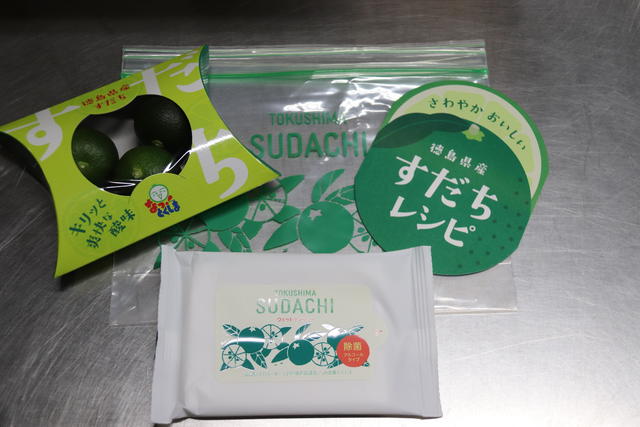 すだち
徳島県産
すだち
キリッと
爽快な
酸味
TOKUSHIMA
SUDACHI
さわやか おいしい
徳島県産
すだち
レシピ
TOKUSHIMA
SUDACHI
除菌
アルコール
タイプ